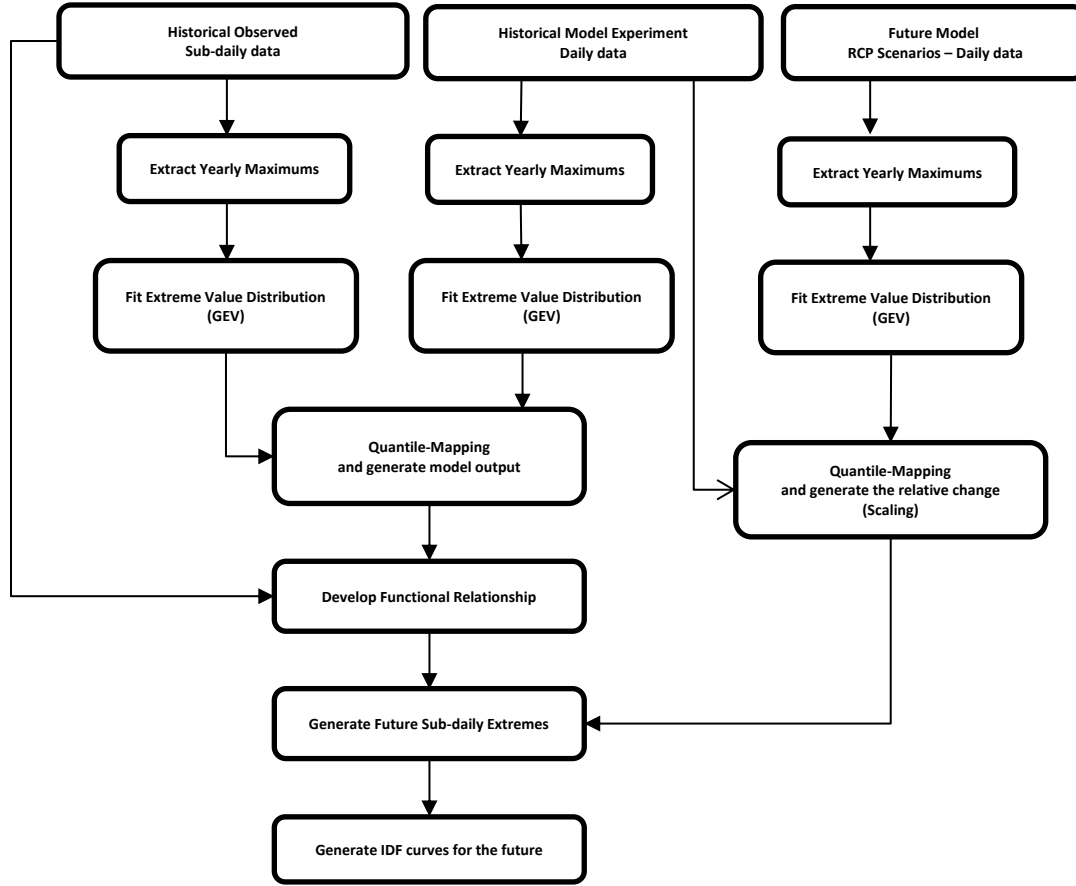 Historical Observed
Sub-daily data
Historical Model Experiment
Daily data
Future Model
RCP Scenarios – Daily data
Extract Yearly Maximums
Extract Yearly Maximums
Extract Yearly Maximums
Fit Extreme Value Distribution
(GEV)
Fit Extreme Value Distribution
(GEV)
Fit Extreme Value Distribution
(GEV)
Quantile-Mapping
and generate model output
Quantile-Mapping
and generate the relative change
(Scaling)
Develop Functional Relationship
Generate Future Sub-daily Extremes
Generate IDF curves for the future